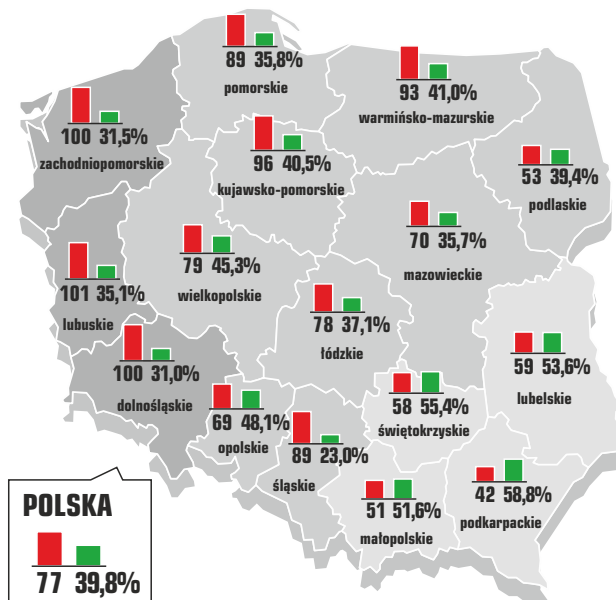 89 35,8%
pomorskie
93 41,0%
warmińsko-mazurskie
100 31,5%
zachodniopomorskie
96 40,5%
kujawsko-pomorskie
53 39,4%
podlaskie
70 35,7%
mazowieckie
79 45,3%
wielkopolskie
101 35,1%
lubuskie
78 37,1%
łódzkie
100 31,0%
dolnośląskie
59 53,6%
lubelskie
69 48,1%
opolskie
58 55,4%
świętokrzyskie
89 23,0%
śląskie
51 51,6%
małopolskie
42 58,8%
podkarpackie
POLSKA
77 39,8%